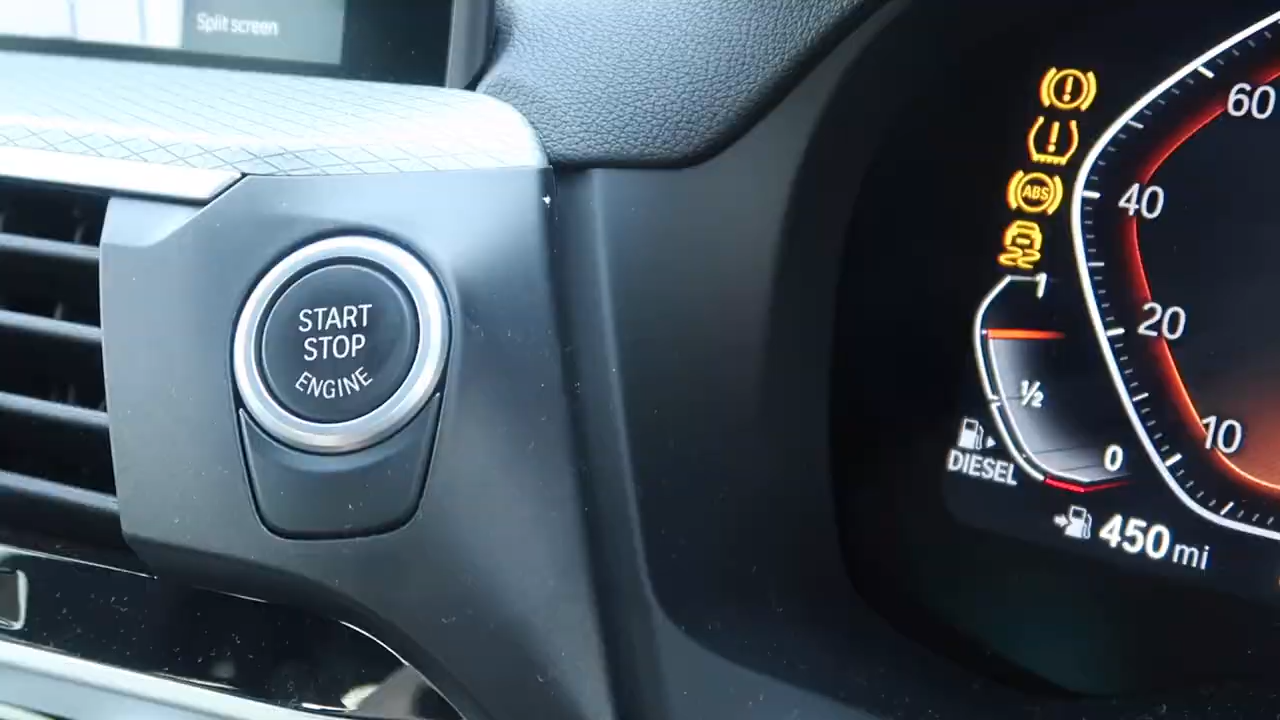 Split screen
START
STOP
ENGINE
ABS
60
40
20
10
1
½
0
DIESEL
450 mi